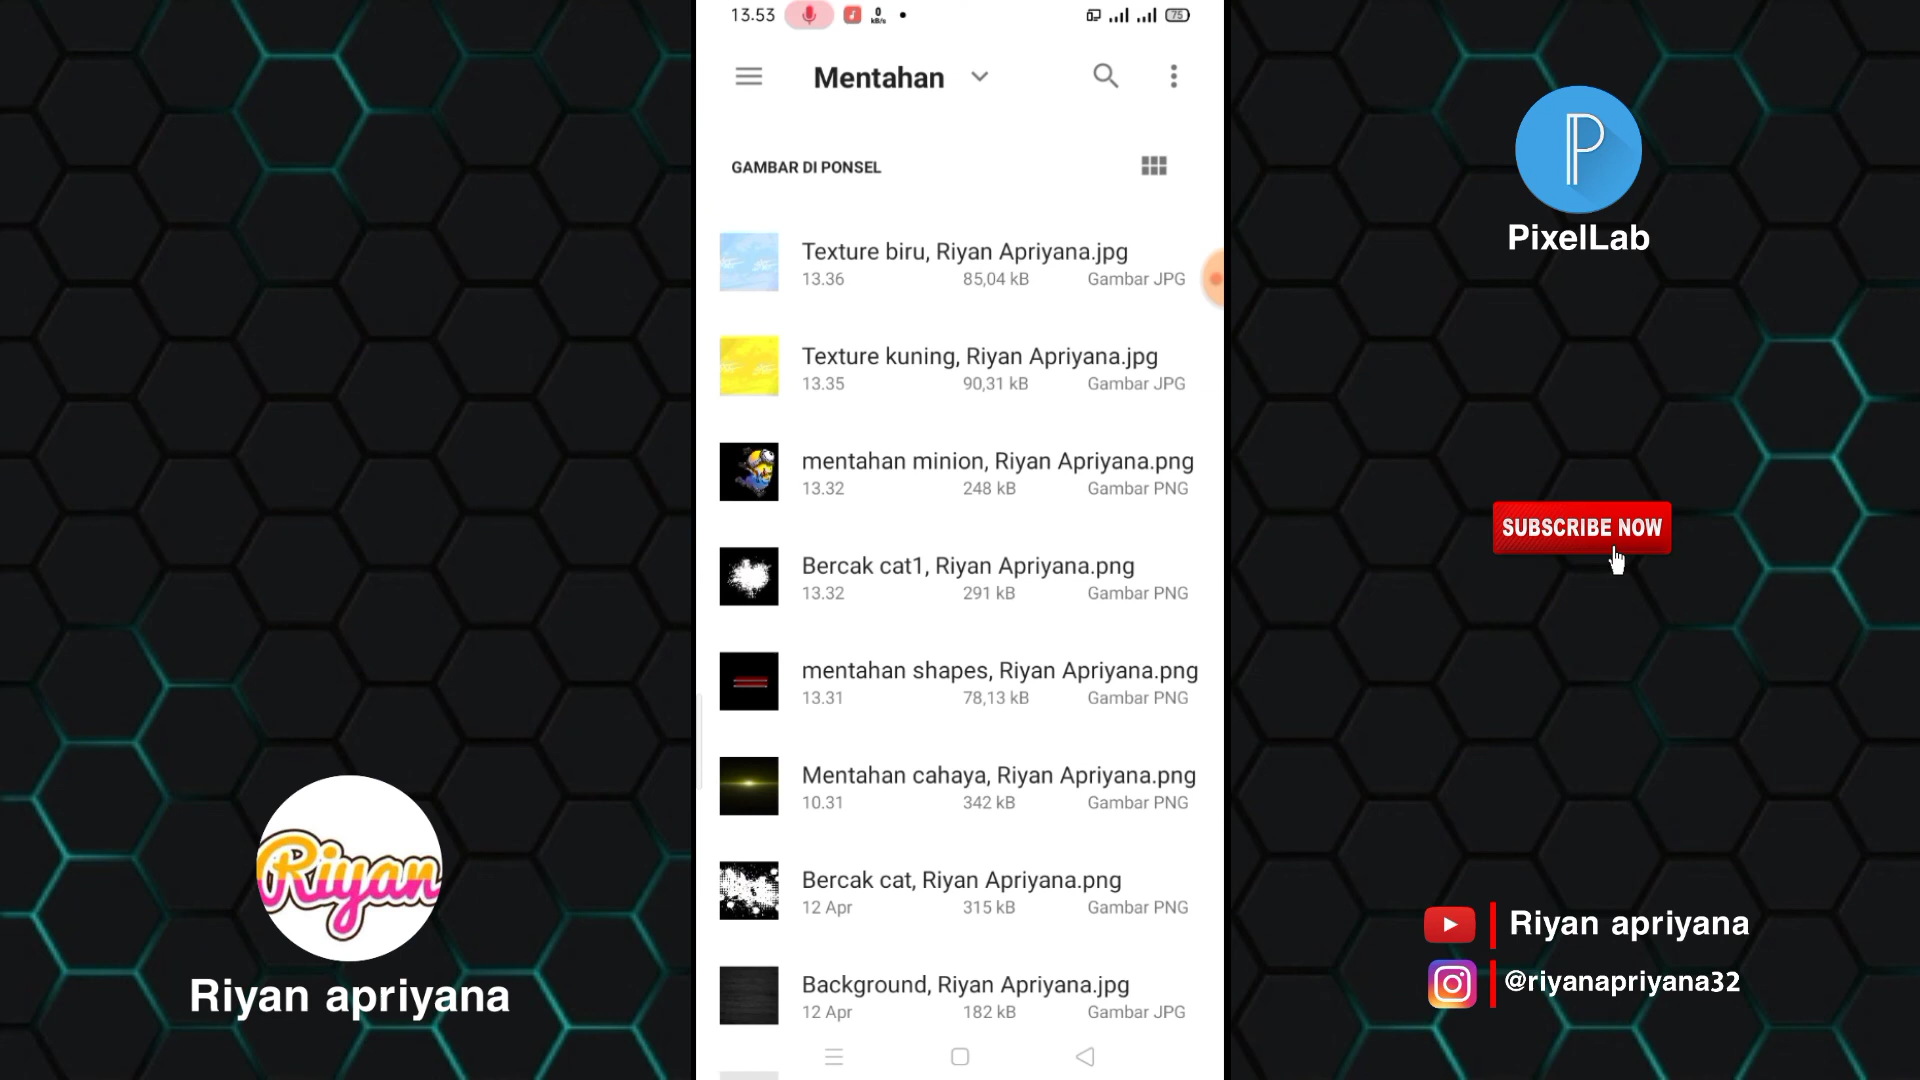 13.53
0
kB/s
75
Mentahan
GAMBAR DI PONSEL
Texture biru, Riyan Apriyana.jpg
13.36 85,04 kB Gambar JPG
Texture kuning, Riyan Apriyana.jpg
13.35 90,31 kB Gambar JPG
mentahan minion, Riyan Apriyana.png
13.32 248 kB Gambar PNG
Bercak cat1, Riyan Apriyana.png
13.32 291 kB Gambar PNG
mentahan shapes, Riyan Apriyana.png
13.31 78,13 kB Gambar PNG
Mentahan cahaya, Riyan Apriyana.png
10.31 342 kB Gambar PNG
Bercak cat, Riyan Apriyana.png
12 Apr 315 kB Gambar PNG
Background, Riyan Apriyana.jpg
12 Apr 182 kB Gambar JPG
Riyan
Riyan apriyana
P
PixelLab
SUBSCRIBE NOW
Riyan apriyana
@riyanapriyana32